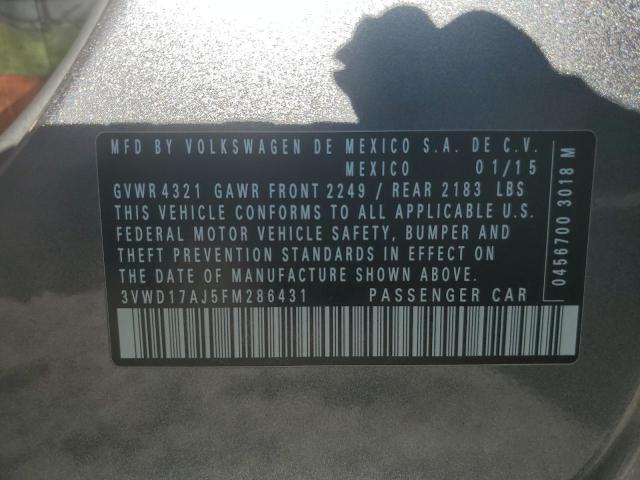 MFD BY VOLKSWAGEN DE MEXICO S.A. DE C.V.
MEXICO 01/15
GVWR 4321 GAWR FRONT 2249 / REAR 2183 LBS
THIS VEHICLE CONFORMS TO ALL APPLICABLE U.S.
FEDERAL MOTOR VEHICLE SAFETY, BUMPER AND
THEFT PREVENTION STANDARDS IN EFFECT ON
THE DATE OF MANUFACTURE SHOWN ABOVE.
3VWD17AJ5FM286431 PASSENGER CAR
0456700 3018 M